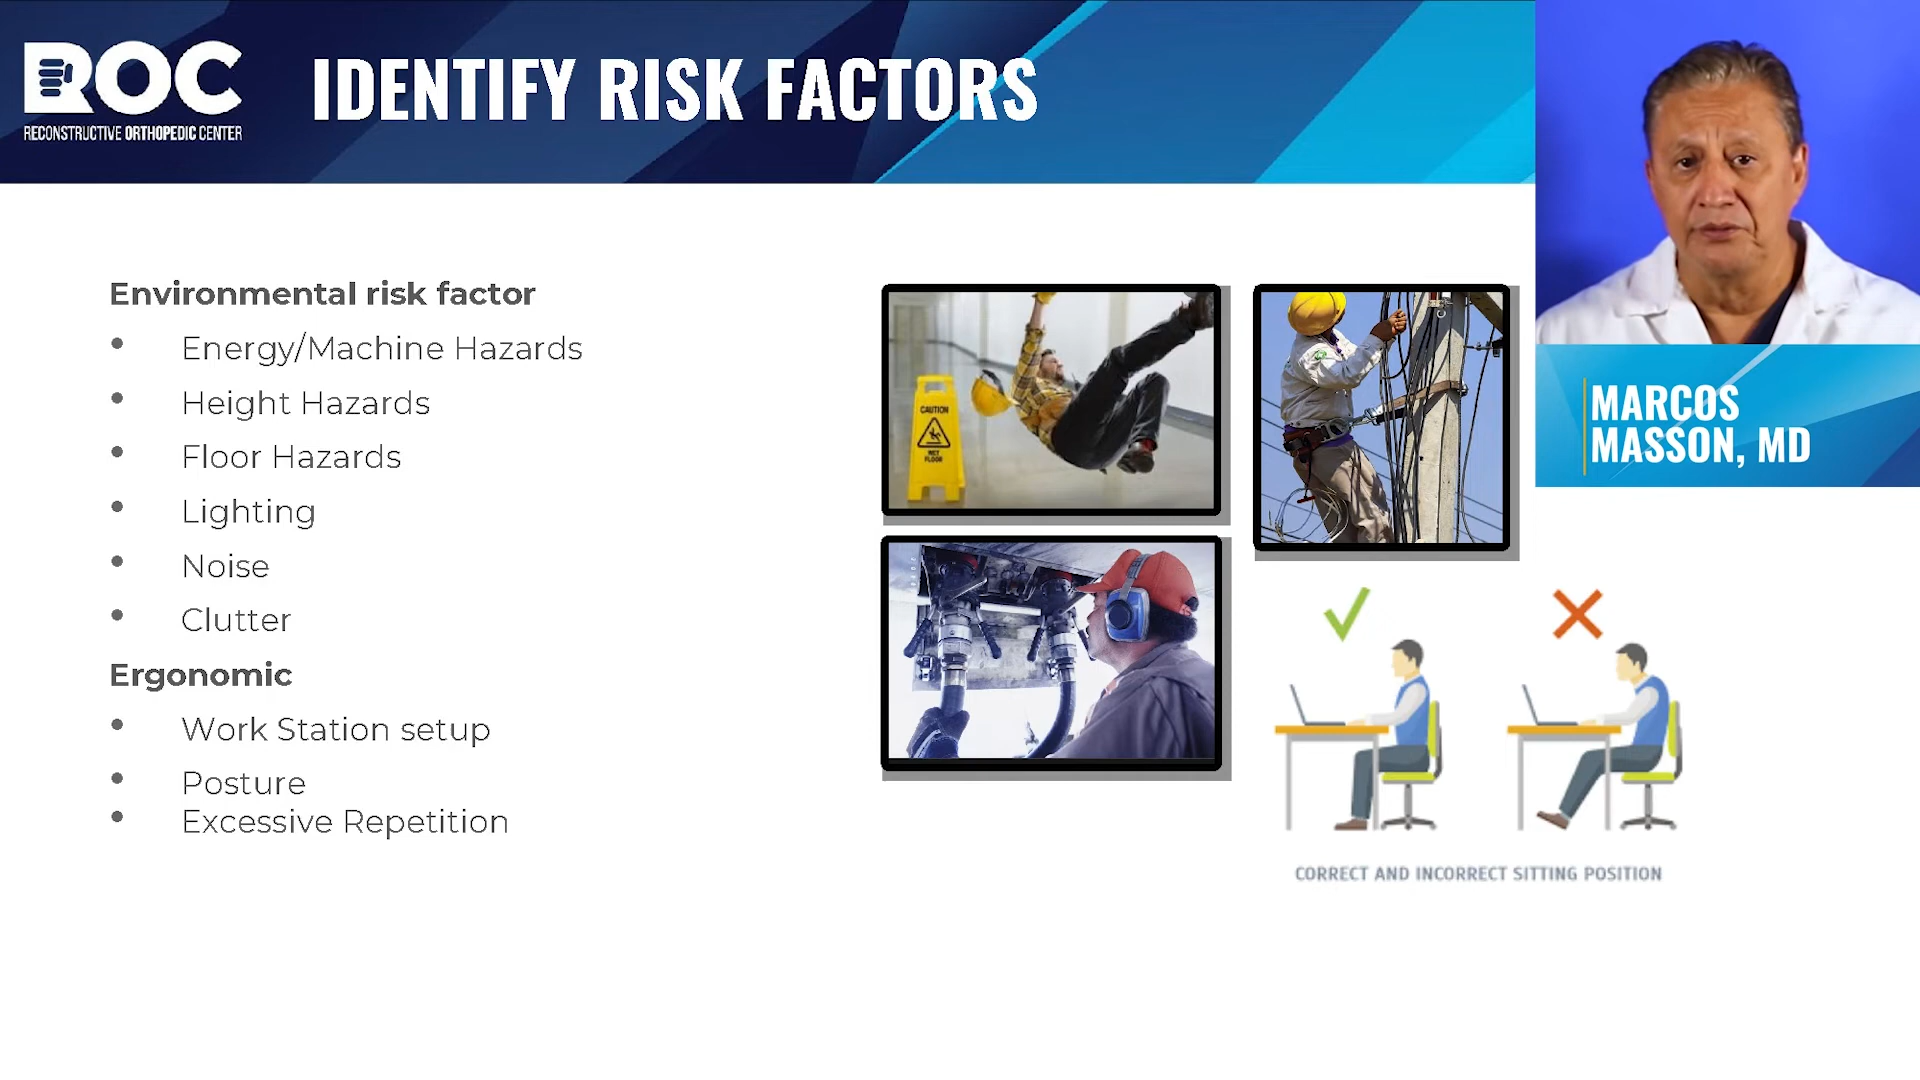 ROC
RECONSTRUCTIVE ORTHOPEDIC CENTER
IDENTIFY RISK FACTORS
MARCOS
MASSON, MD
Environmental risk factor
• Energy/Machine Hazards
• Height Hazards
• Floor Hazards
• Lighting
• Noise
• Clutter
Ergonomic
• Work Station setup
• Posture
• Excessive Repetition
CAUTION
WET
FLOOR
CORRECT AND INCORRECT SITTING POSITION